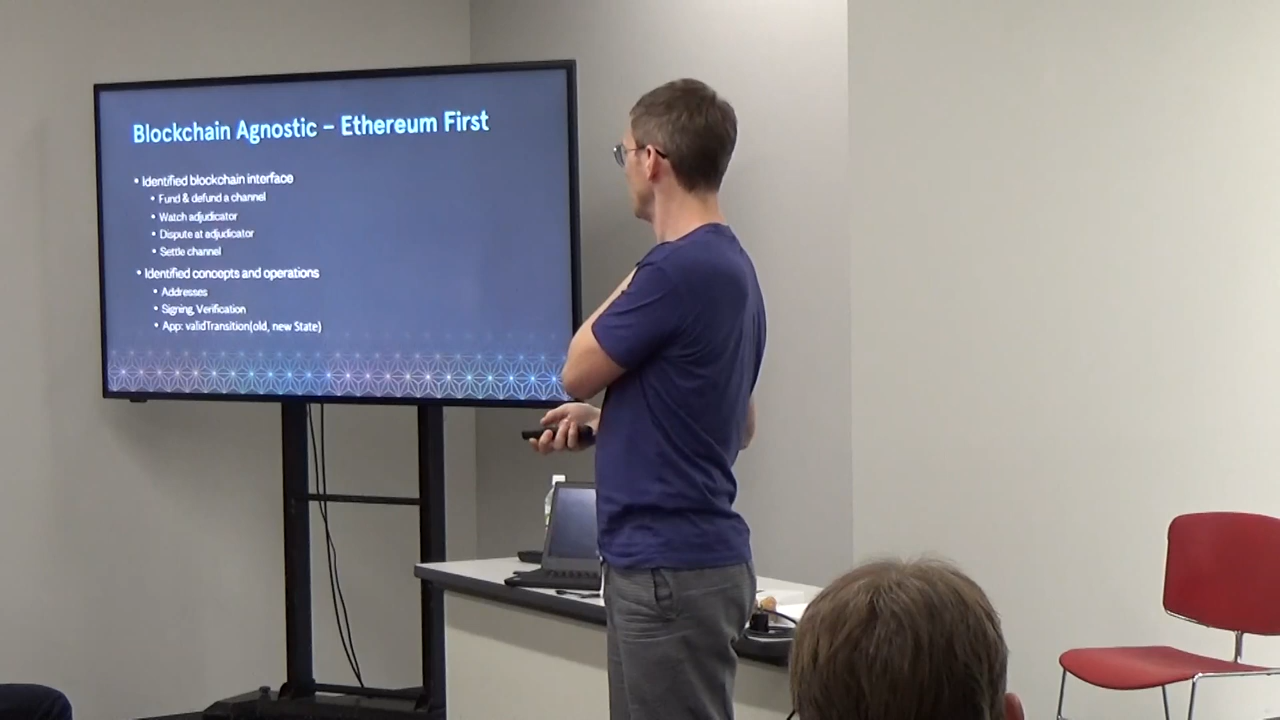 Blockchain Agnostic – Ethereum First
• Identified blockchain interface
• Fund & defund a channel
• Watch adjudicator
• Dispute at adjudicator
• Settle channel
• Identified concepts and operations
• Addresses
• Signing, Verification
• App: validTransition(old, new State)